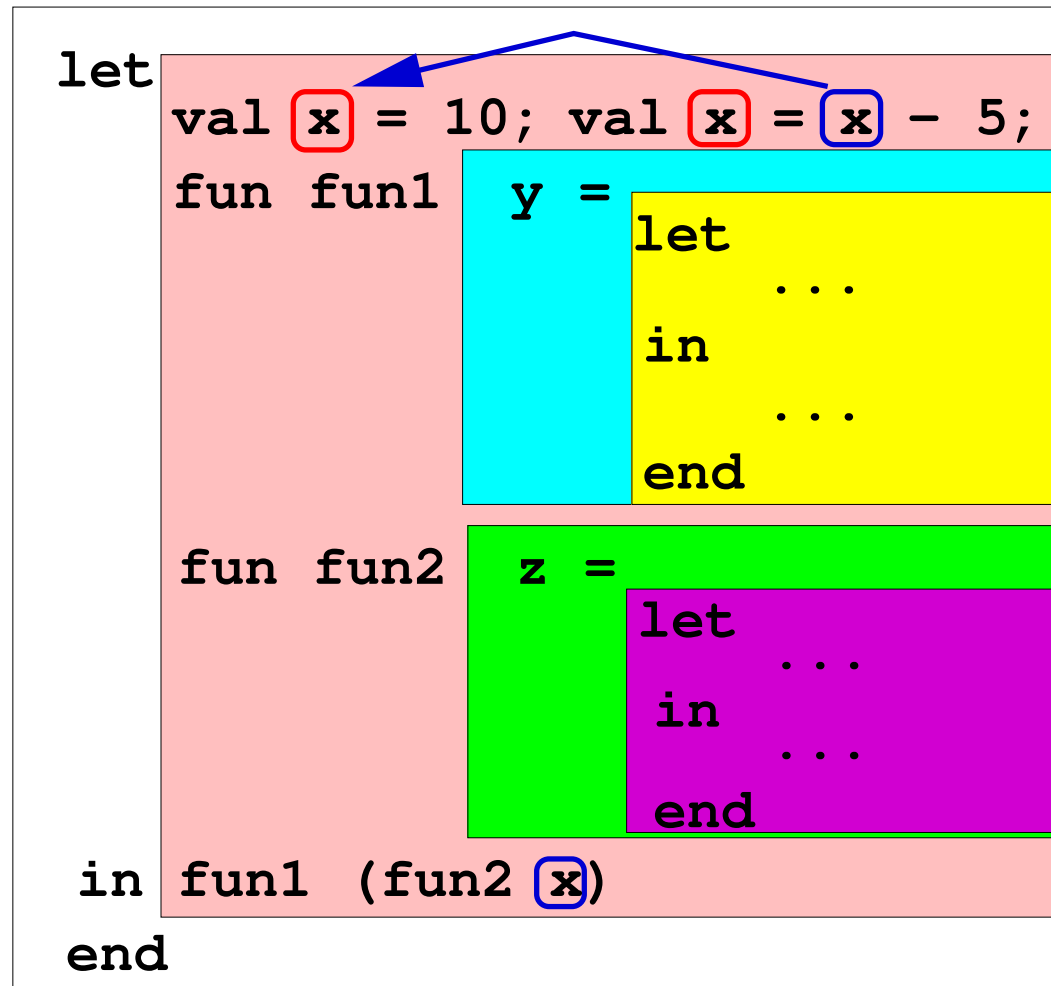 let
val x = 10; val x = x − 5;
fun fun1 y =
let
...
in
...
end
fun fun2 z =
let
...
in
...
end
in fun1 (fun2 x)
end